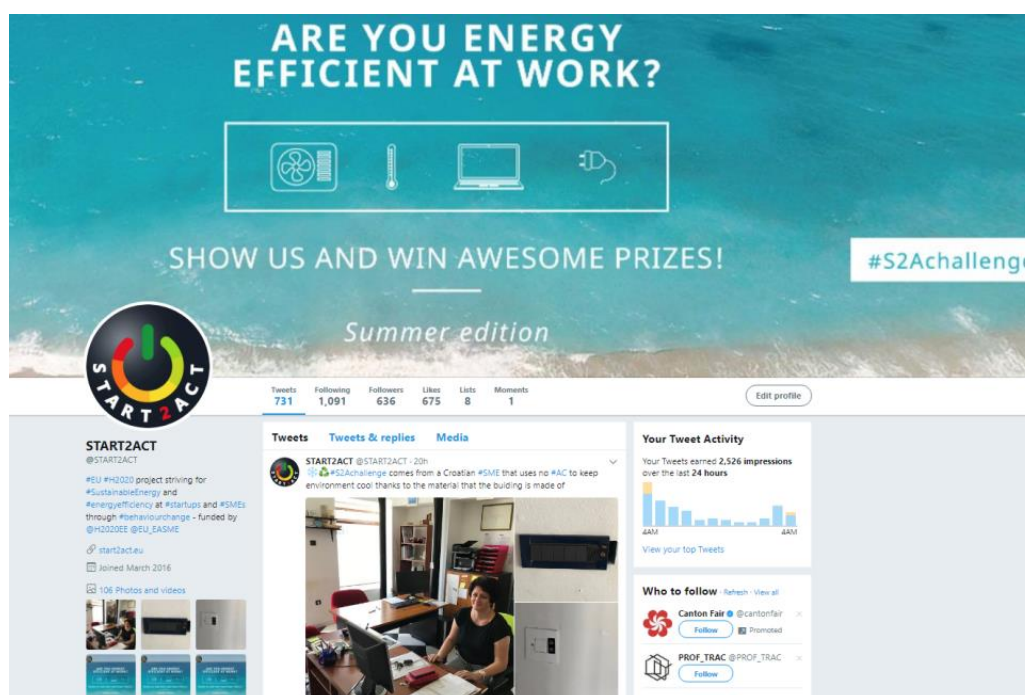 ARE YOU ENERGY
EFFICIENT AT WORK?
SHOW US AND WIN AWESOME PRIZES!
#S2Achallenge
Summer edition
START2ACT
Tweets Following Followers Likes Lists Moments
731 1,091 636 675 8 1
Edit profile
START2ACT
@START2ACT
#EU #H2020 project striving for
#SustainableEnergy and
#energyefficiency at #startups and #SMEs
through #behaviourchange - funded by
@H2020EE @EU_EASME
start2act.eu
Joined March 2016
106 Photos and videos
Tweets Tweets & replies Media
START2ACT @START2ACT · 20h
#S2Achallenge comes from a Croatian #SME that uses no #AC to keep
environment cool thanks to the material that the buiding is made of
Your Tweet Activity
Your Tweets earned 2,526 impressions
over the last 24 hours
4AM 4AM
View your top Tweets
Who to follow · Refresh · View all
Canton Fair @cantonfair
Follow Promoted
PROF_TRAC @PROF_TRAC
Follow